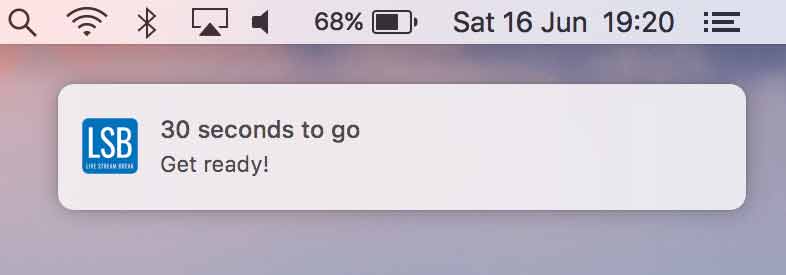 68% Sat 16 Jun 19:20
LSB
LIVE STREAM BREAK
30 seconds to go
Get ready!